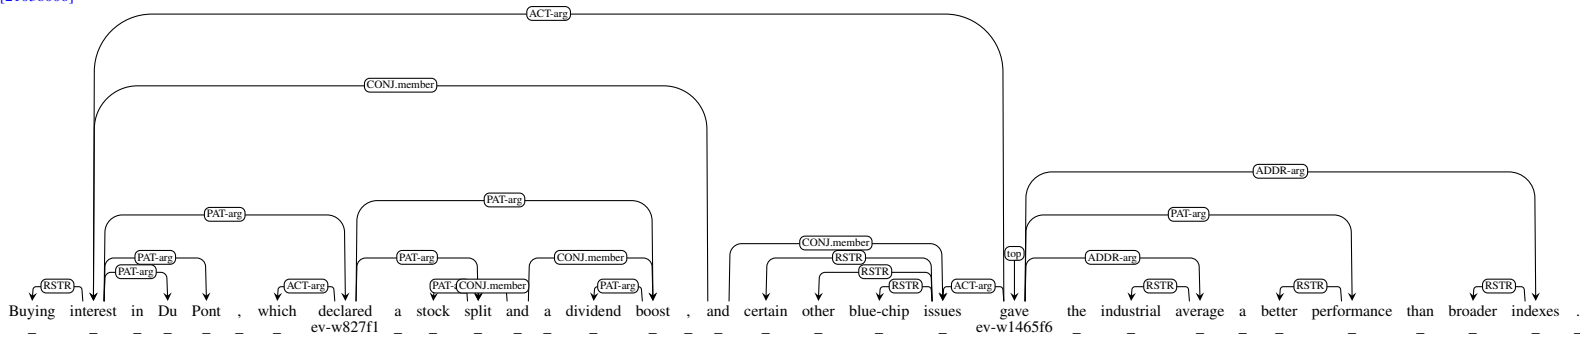 ACT-arg
CONJ.member
ADDR-arg
PAT-arg
PAT-arg PAT-arg
CONJ.member
top
PAT-arg PAT-arg CONJ.member RSTR ADDR-arg
PAT-arg RSTR
RSTR ACT-arg CONJ.member PAT-arg RSTR ACT-arg RSTR RSTR RSTR
Buying interest in Du Pont , which declared a stock split and a dividend boost , and certain other blue-chip issues gave the industrial average a better performance than broader indexes .
_ _ _ _ _ _ _ ev-w827f1 _ _ _ _ _ _ _ _ _ _ _ _ _ ev-w1465f6 _ _ _ _ _ _ _ _ _ _